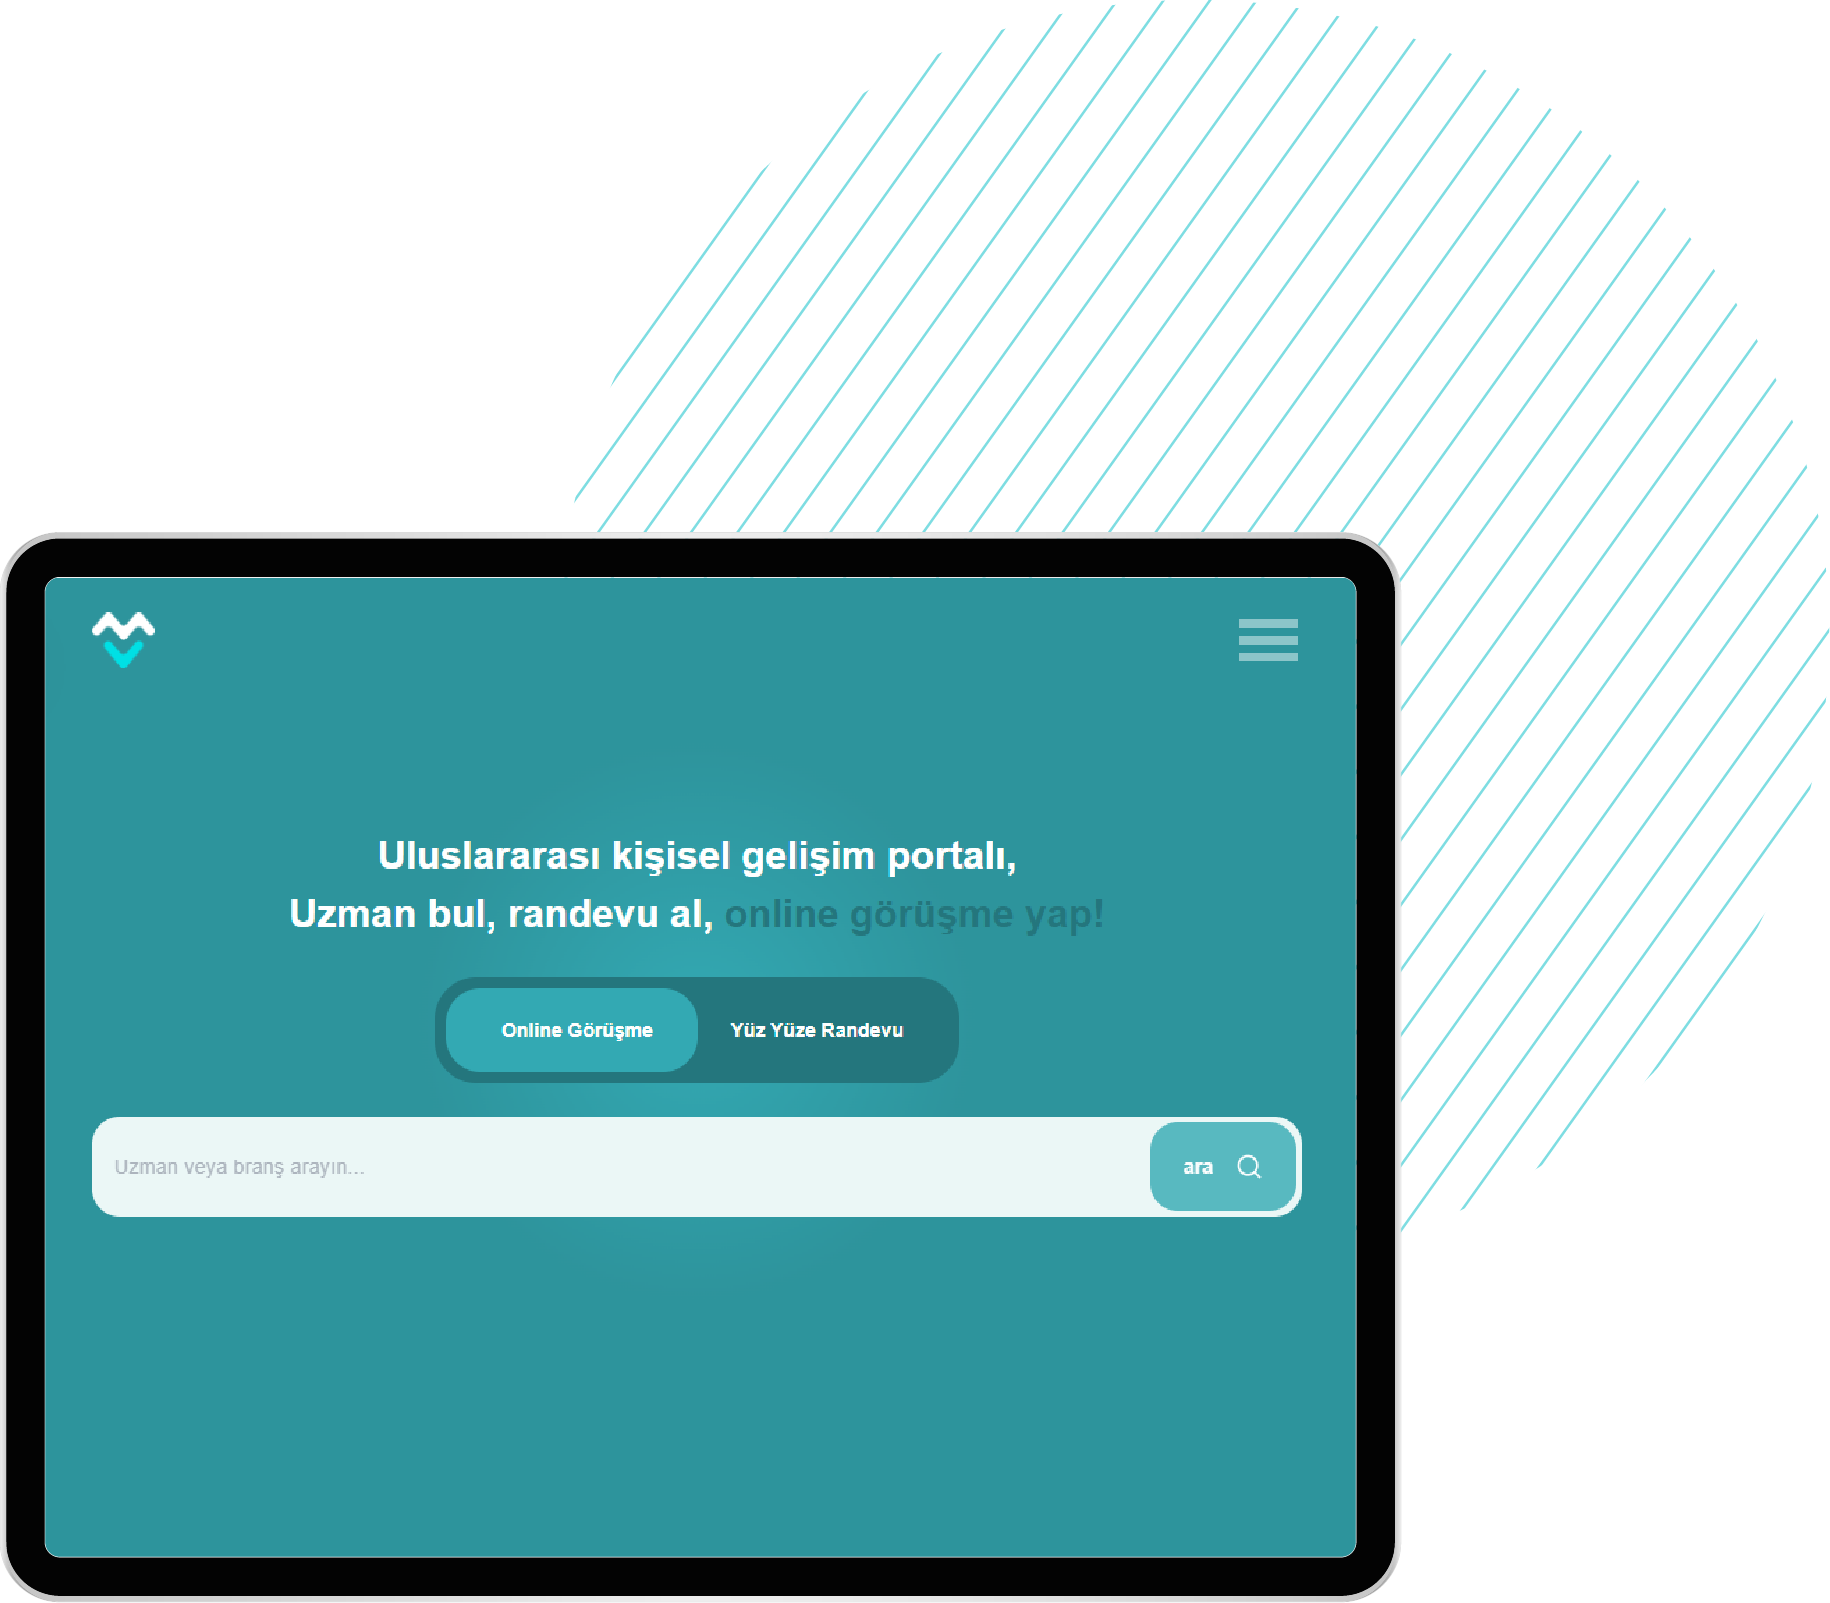 Uluslararası kişisel gelişim portalı,
Uzman bul, randevu al, online görüşme yap!
Online Görüşme
Yüz Yüze Randevu
Uzman veya branş arayın...
ara